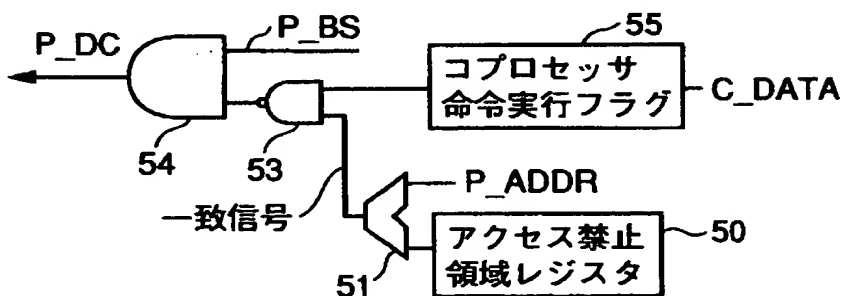 P_BS
55
P_DC
コプロセッサ
命令実行フラグ
C_DATA
54
53
P_ADDR
一致信号
アクセス禁止
領域レジスタ
50
51